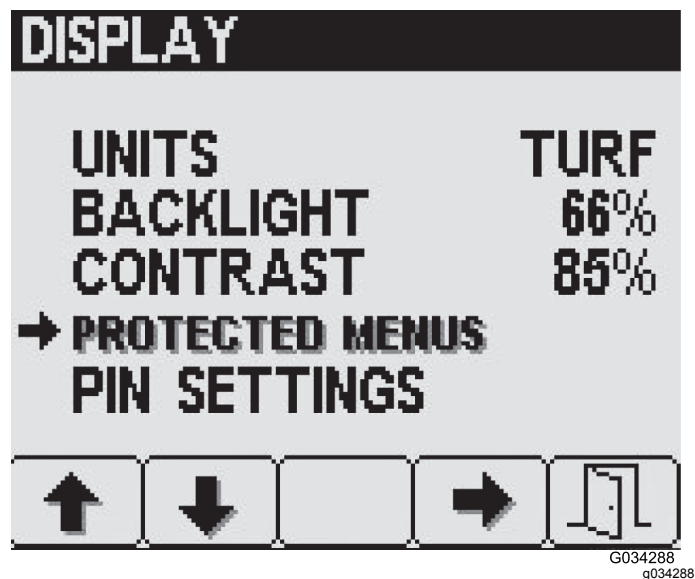 DISPLAY
UNITS TURF
BACKLIGHT 66%
CONTRAST 85%
PROTECTED MENUS
PIN SETTINGS
G034288
g034288